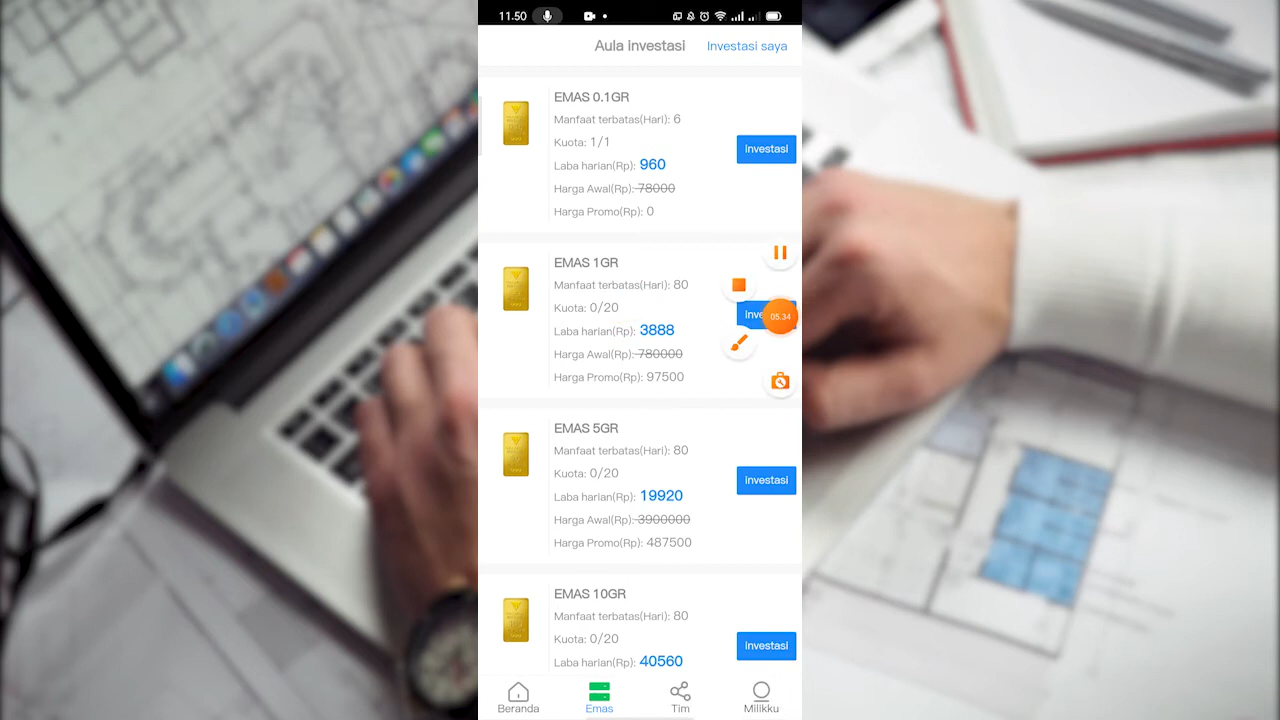 11.50
Aula investasi
Investasi saya
EMAS 0.1GR
Manfaat terbatas(Hari): 6
Kuota: 1/1
Laba harian(Rp): 960
Harga Awal(Rp): 78000
Harga Promo(Rp): 0
investasi
EMAS 1GR
Manfaat terbatas(Hari): 80
Kuota: 0/20
Laba harian(Rp): 3888
Harga Awal(Rp): 780000
Harga Promo(Rp): 97500
05.34
EMAS 5GR
Manfaat terbatas(Hari): 80
Kuota: 0/20
Laba harian(Rp): 19920
Harga Awal(Rp): 3900000
Harga Promo(Rp): 487500
investasi
EMAS 10GR
Manfaat terbatas(Hari): 80
Kuota: 0/20
Laba harian(Rp): 40560
investasi
Beranda
Emas
Tim
Milikku